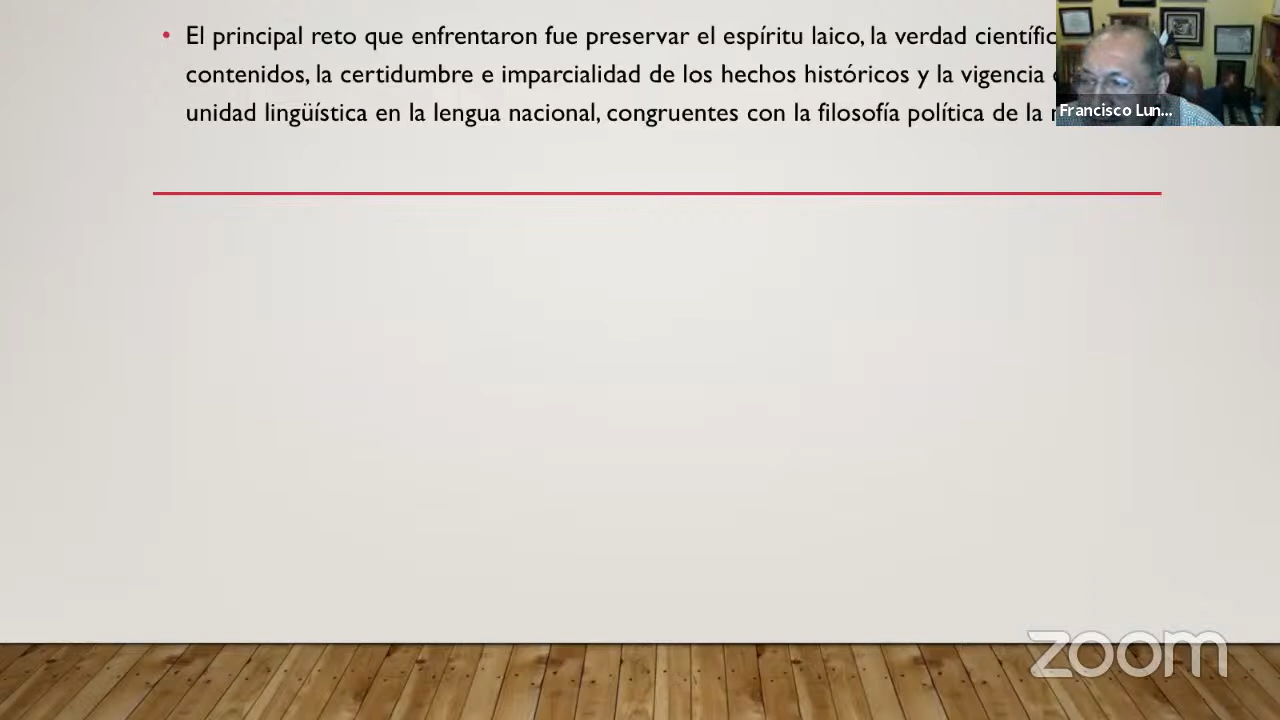 El principal reto que enfrentaron fue preservar el espíritu laico, la verdad
contenidos, la certidumbre e imparcialidad de los hechos históricos y la vigencia
unidad lingüística en la lengua nacional, congruentes con la filosofía política de la
Francisco Lun...
zoom